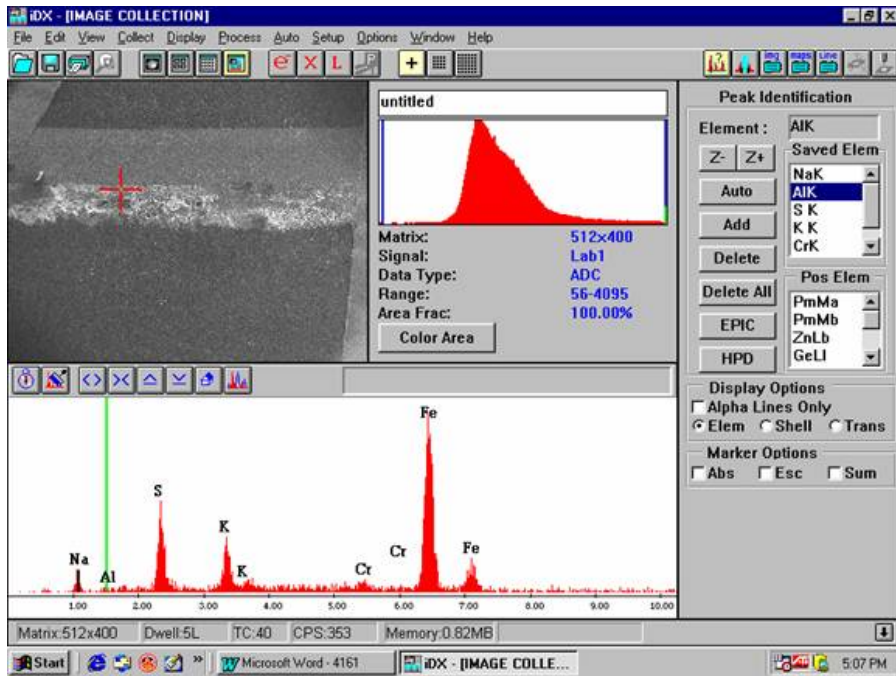 iDX - [IMAGE COLLECTION]
File Edit View Collect Display Process Auto Setup Options Window Help
untitled
Matrix: 512x400
Signal: Lab1
Data Type: ADC
Range: 56-4095
Area Frac: 100.00%
Color Area
Peak Identification
Element : AlK
Z- Z+
Auto
Add
Delete
Delete All
EPIC
HPD
Saved Elem
NaK
AlK
S K
K K
CrK
Pos Elem
PmMa
PmMb
ZnLb
GeLl
Display Options
Alpha Lines Only
Elem Shell Trans
Marker Options
Abs Esc Sum
Fe
S
K
Na Al K Cr Cr Fe
1.00 2.00 3.00 4.00 5.00 6.00 7.00 8.00 9.00 10.00
Matrix:512x400 Dwell:5L TC:40 CPS:353 Memory:0.82MB
Start » Microsoft Word - 4161 iDX - [IMAGE COLLE... 5:07 PM